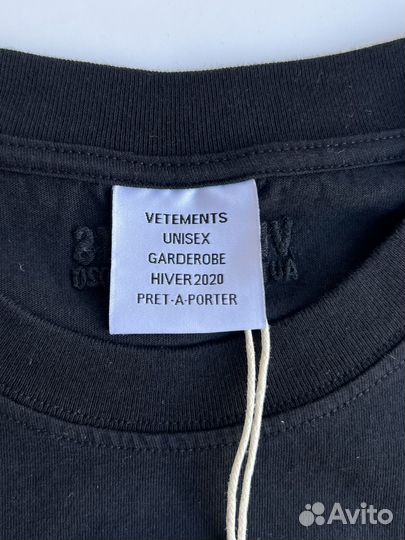 VETEMENTS
UNISEX
GARDEROBE
HIVER 2020
PRET-A-PORTER
Avito